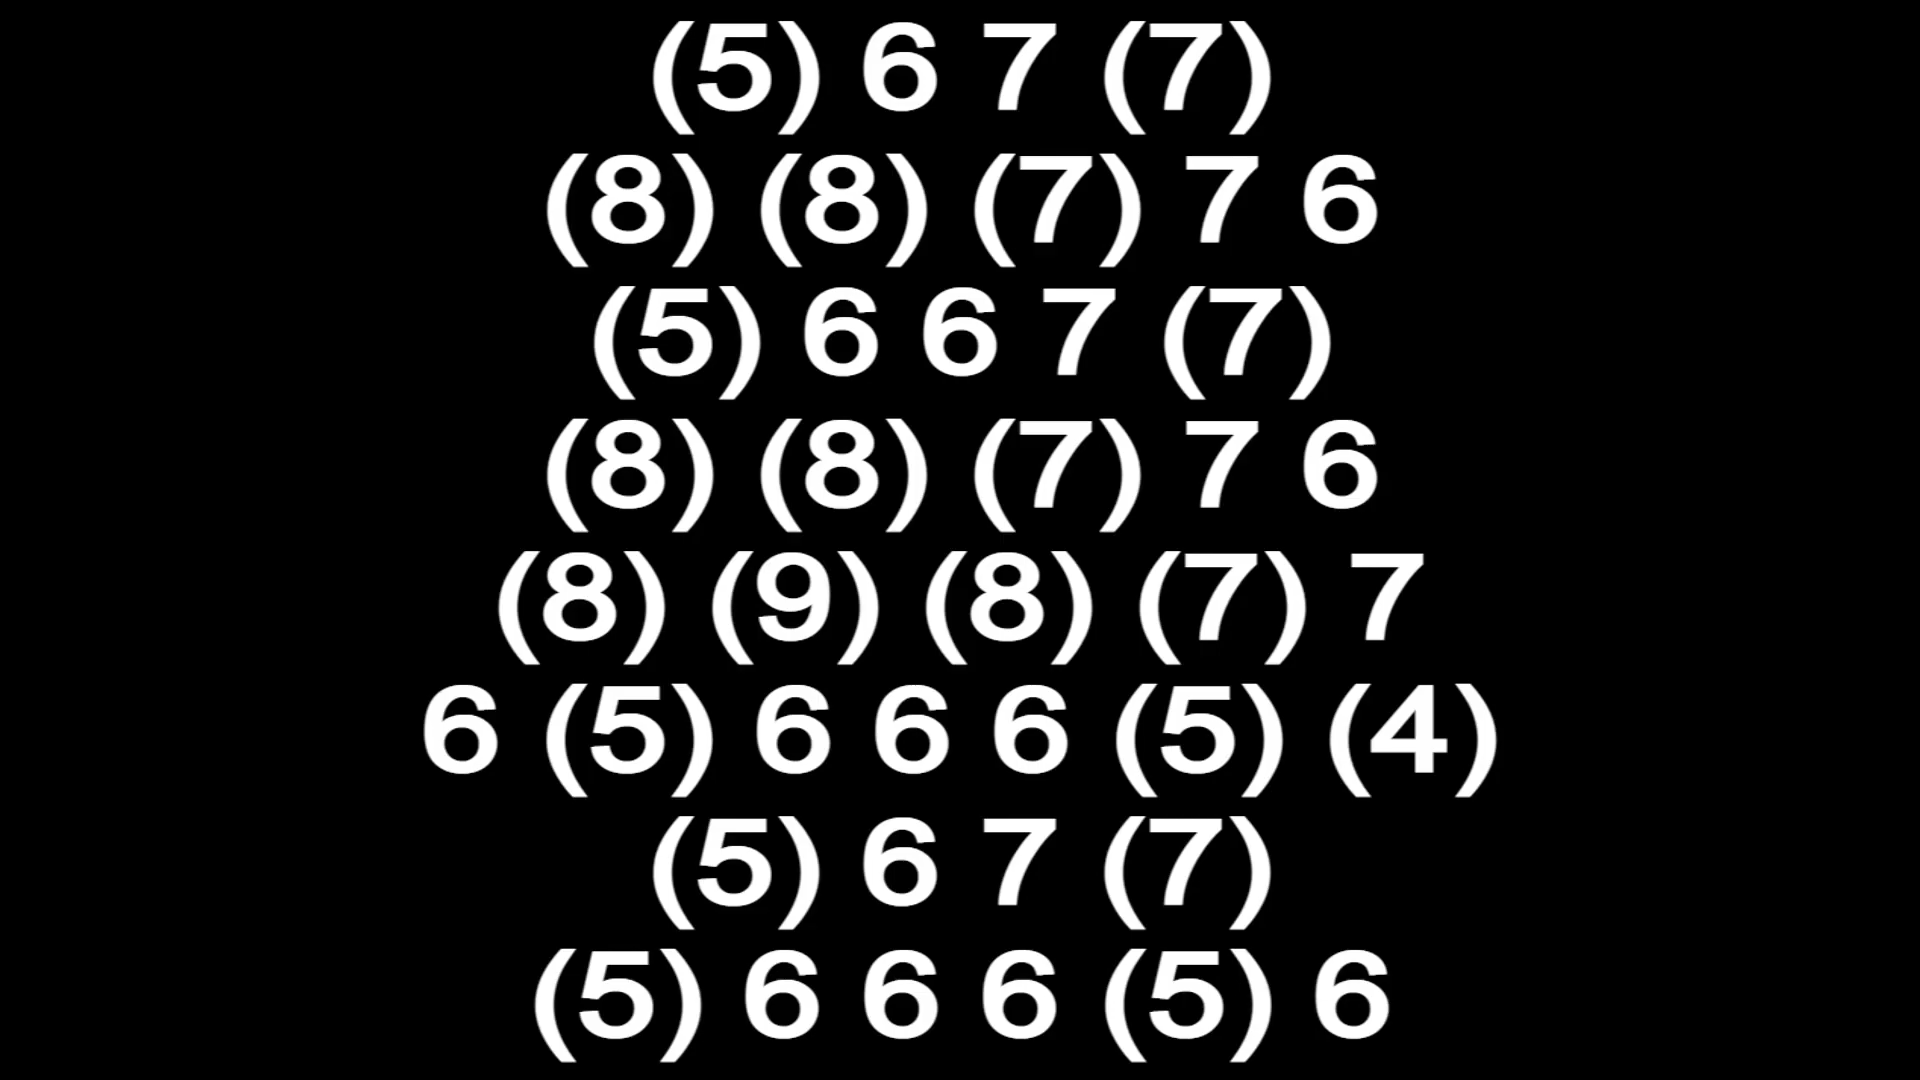 (5) 6 7 (7)
(8) (8) (7) 7 6
(5) 6 6 7 (7)
(8) (8) (7) 7 6
(8) (9) (8) (7) 7
6 (5) 6 6 6 (5) (4)
(5) 6 7 (7)
(5) 6 6 6 (5) 6